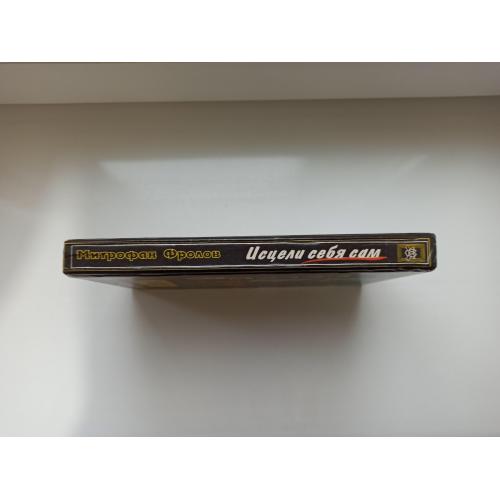 Митрофан Фролов Исцели себя сам